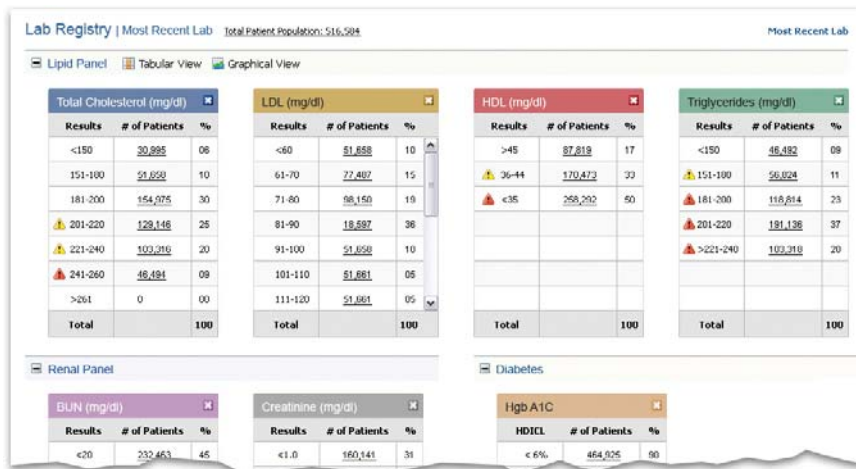 Lab Registry | Most Recent Lab Total Patient Population: 516,584 Most Recent Lab
Lipid Panel Tabular View Graphical View
Total Cholesterol (mg/dl)
Results # of Patients %
<150 30,995 06
151-180 51,658 10
181-200 154,975 30
201-220 129,146 25
221-240 103,316 20
241-260 46,494 09
>261 0 00
Total 100
LDL (mg/dl)
Results # of Patients %
<60 51,658 10
61-70 77,487 15
71-80 98,150 19
81-90 18,597 36
91-100 51,658 10
101-110 51,661 05
111-120 51,661 05
Total 100
HDL (mg/dl)
Results # of Patients %
>45 87,819 17
36-44 170,473 33
<35 258,292 50
Total 100
Triglycerides (mg/dl)
Results # of Patients %
<150 46,492 09
151-180 56,824 11
181-200 118,814 23
201-220 191,136 37
>221-240 103,318 20
Total 100
Renal Panel
BUN (mg/dl)
Results # of Patients %
<20 232,463 45
Creatinine (mg/dl)
Results # of Patients %
<1.0 160,141 31
Diabetes
Hgb A1C
HDICL # of Patients %
< 6% 464,925 90